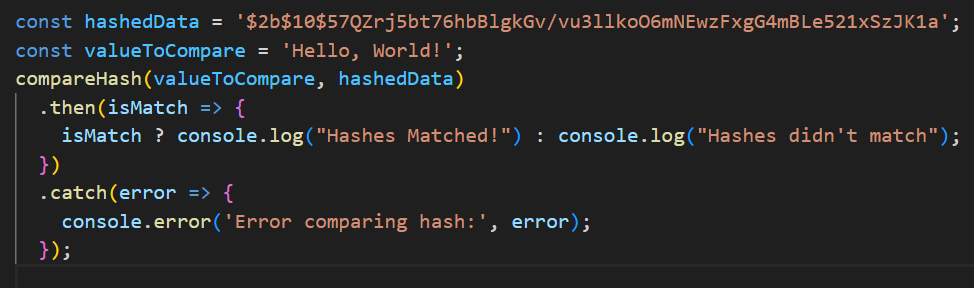 const hashedData = '$2b$10$57QZrj5bt76hbBlgkGv/vu3llkoO6mNEwzFxgG4mBLe521xSzJK1a';
const valueToCompare = 'Hello, World!';
compareHash(valueToCompare, hashedData)
  .then(isMatch => {
    isMatch ? console.log("Hashes Matched!") : console.log("Hashes didn't match");
  })
  .catch(error => {
    console.error('Error comparing hash:', error);
  });